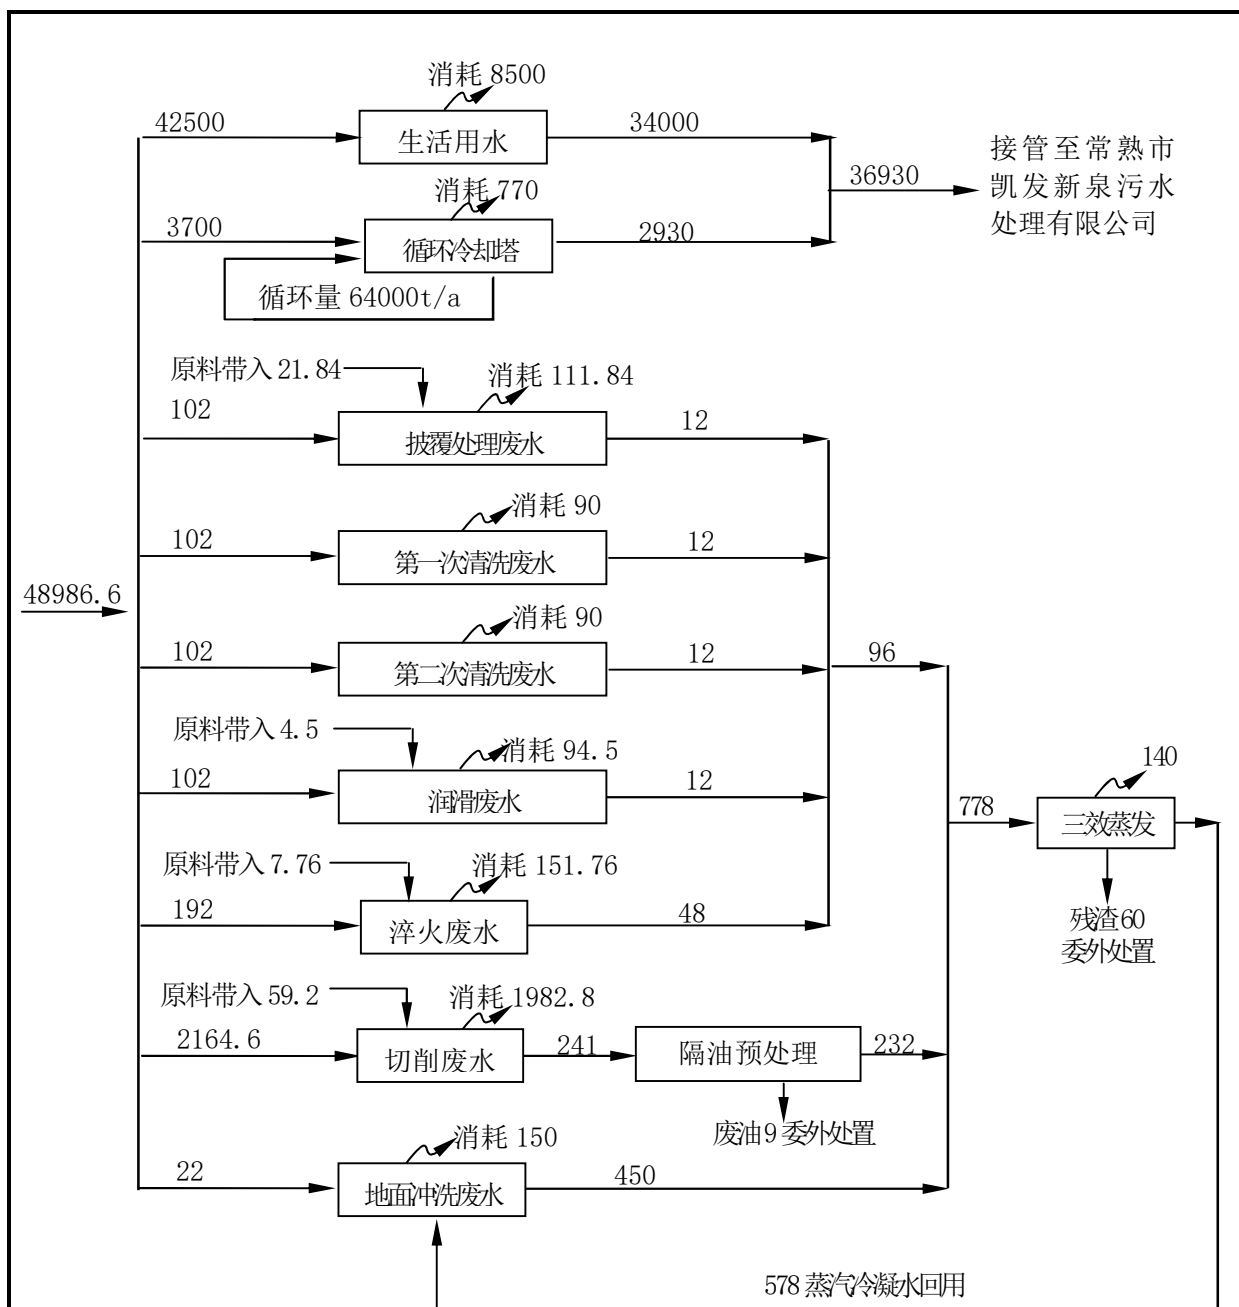 消耗 8500
42500
生活用水
34000
接管至常熟市
凯发新泉污水
处理有限公司
36930
消耗 770
3700
循环冷却塔
2930
循环量 64000t/a
原料带入 21.84
消耗 111.84
102
披覆处理废水
12
消耗 90
102
第一次清洗废水
12
48986.6
消耗 90
102
第二次清洗废水
12
96
原料带入 4.5
消耗 94.5
102
润滑废水
12
140
778
三效蒸发
原料带入 7.76
消耗 151.76
192
淬火废水
48
残渣 60
委外处置
原料带入 59.2
消耗 1982.8
2164.6
切削废水
241
隔油预处理
232
废油 9 委外处置
消耗 150
22
地面冲洗废水
450
578 蒸汽冷凝水回用